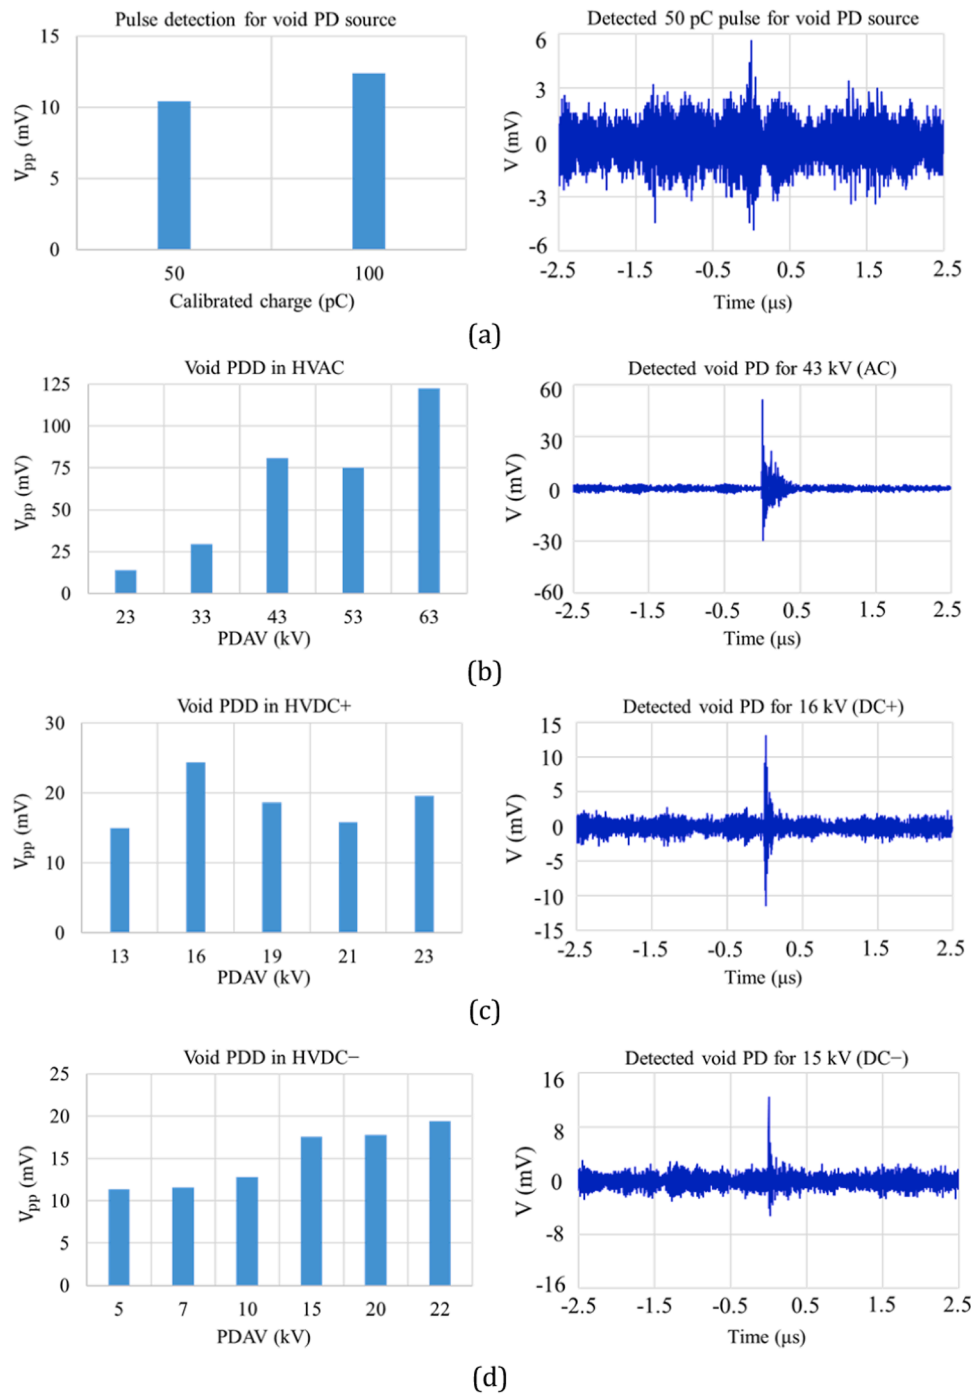 Pulse detection for void PD source
15
10
5
0
Vpp (mV)
50 100
Calibrated charge (pC)
Detected 50 pC pulse for void PD source
6
3
0
-3
-6
V (mV)
-2.5 -1.5 -0.5 0.5 1.5 2.5
Time (μs)
(a)
Void PDD in HVAC
125
100
75
50
25
0
Vpp (mV)
23 33 43 53 63
PDAV (kV)
Detected void PD for 43 kV (AC)
60
30
0
-30
-60
V (mV)
-2.5 -1.5 -0.5 0.5 1.5 2.5
Time (μs)
(b)
Void PDD in HVDC+
30
20
10
0
Vpp (mV)
13 16 19 21 23
PDAV (kV)
Detected void PD for 16 kV (DC+)
15
10
5
0
-5
-10
-15
V (mV)
-2.5 -1.5 -0.5 0.5 1.5 2.5
Time (μs)
(c)
Void PDD in HVDC−
25
20
15
10
5
0
Vpp (mV)
5 7 10 15 20 22
PDAV (kV)
Detected void PD for 15 kV (DC−)
16
8
0
-8
-16
V (mV)
-2.5 -1.5 -0.5 0.5 1.5 2.5
Time (μs)
(d)